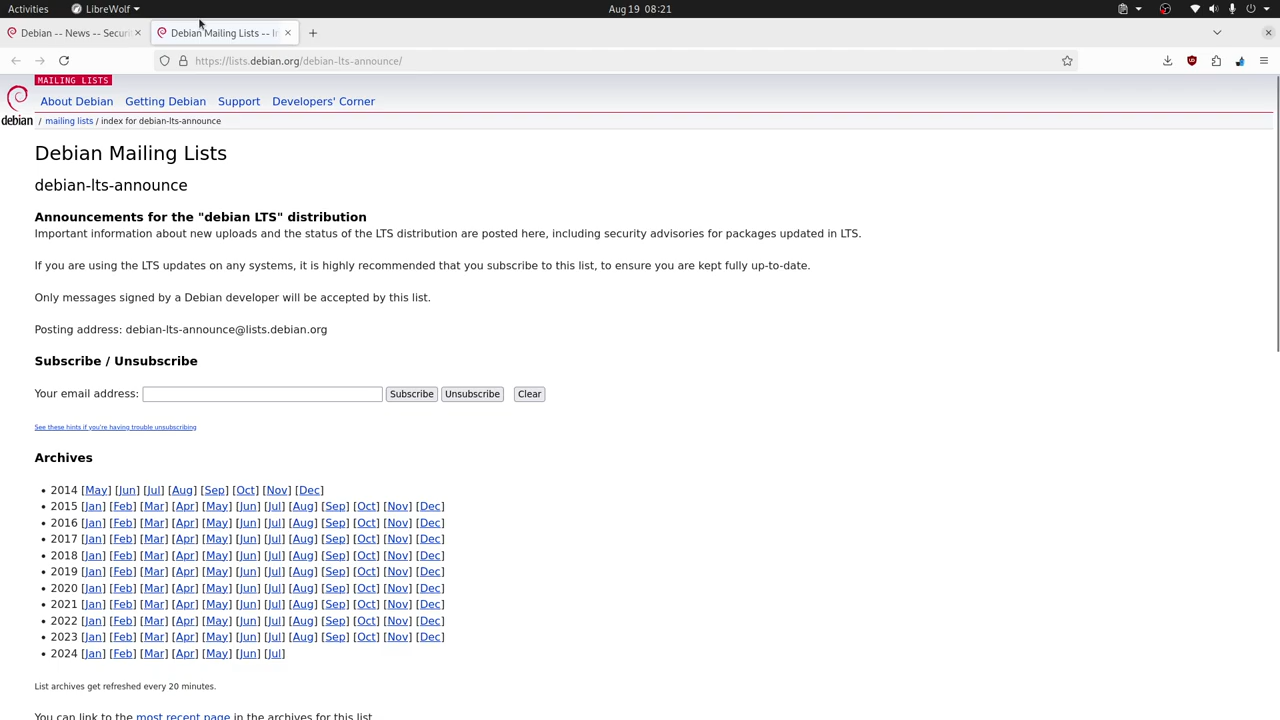 Activities
LibreWolf
Aug 19 08:21
Debian -- News -- Securi
Debian Mailing Lists -- In
https://lists.debian.org/debian-lts-announce/
MAILING LISTS
About Debian Getting Debian Support Developers' Corner
debian
/ mailing lists / index for debian-lts-announce
Debian Mailing Lists
debian-lts-announce
Announcements for the "debian LTS" distribution
Important information about new uploads and the status of the LTS distribution are posted here, including security advisories for packages updated in LTS.
If you are using the LTS updates on any systems, it is highly recommended that you subscribe to this list, to ensure you are kept fully up-to-date.
Only messages signed by a Debian developer will be accepted by this list.
Posting address: debian-lts-announce@lists.debian.org
Subscribe / Unsubscribe
Your email address: Subscribe Unsubscribe Clear
See these hints if you're having trouble unsubscribing
Archives
• 2014 [May] [Jun] [Jul] [Aug] [Sep] [Oct] [Nov] [Dec]
• 2015 [Jan] [Feb] [Mar] [Apr] [May] [Jun] [Jul] [Aug] [Sep] [Oct] [Nov] [Dec]
• 2016 [Jan] [Feb] [Mar] [Apr] [May] [Jun] [Jul] [Aug] [Sep] [Oct] [Nov] [Dec]
• 2017 [Jan] [Feb] [Mar] [Apr] [May] [Jun] [Jul] [Aug] [Sep] [Oct] [Nov] [Dec]
• 2018 [Jan] [Feb] [Mar] [Apr] [May] [Jun] [Jul] [Aug] [Sep] [Oct] [Nov] [Dec]
• 2019 [Jan] [Feb] [Mar] [Apr] [May] [Jun] [Jul] [Aug] [Sep] [Oct] [Nov] [Dec]
• 2020 [Jan] [Feb] [Mar] [Apr] [May] [Jun] [Jul] [Aug] [Sep] [Oct] [Nov] [Dec]
• 2021 [Jan] [Feb] [Mar] [Apr] [May] [Jun] [Jul] [Aug] [Sep] [Oct] [Nov] [Dec]
• 2022 [Jan] [Feb] [Mar] [Apr] [May] [Jun] [Jul] [Aug] [Sep] [Oct] [Nov] [Dec]
• 2023 [Jan] [Feb] [Mar] [Apr] [May] [Jun] [Jul] [Aug] [Sep] [Oct] [Nov] [Dec]
• 2024 [Jan] [Feb] [Mar] [Apr] [May] [Jun] [Jul]
List archives get refreshed every 20 minutes.
You can link to the most recent page in the archives for this list.